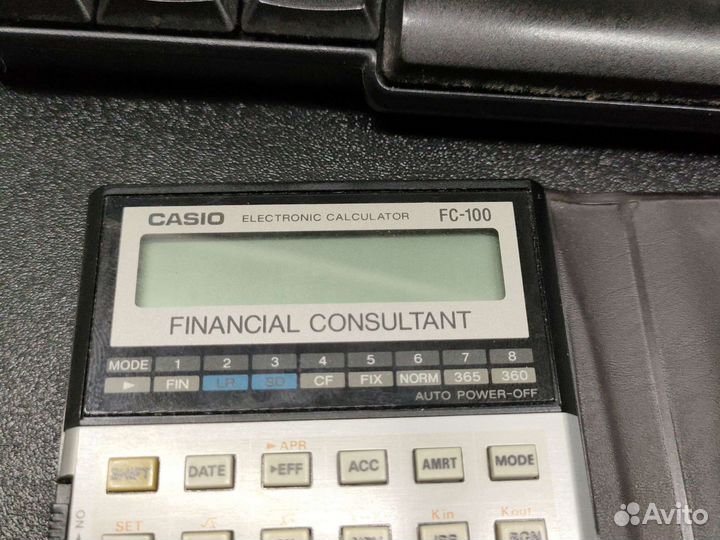 CASIO ELECTRONIC CALCULATOR FC-100
FINANCIAL CONSULTANT
MODE 1 2 3 4 5 6 7 8
► FIN LR SD CF FIX NORM 365 360
AUTO POWER-OFF
►APR
SHIFT DATE ►EFF ACC AMRT MODE
SET Kin Kout
BGN
NO
Avito